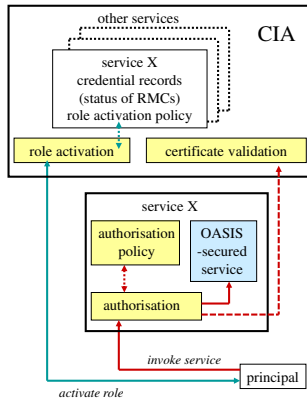 other services
CIA
service X
credential records
(status of RMCs)
role activation policy
role activation
certificate validation
service X
authorisation
policy
OASIS
-secured
service
authorisation
invoke service
principal
activate role